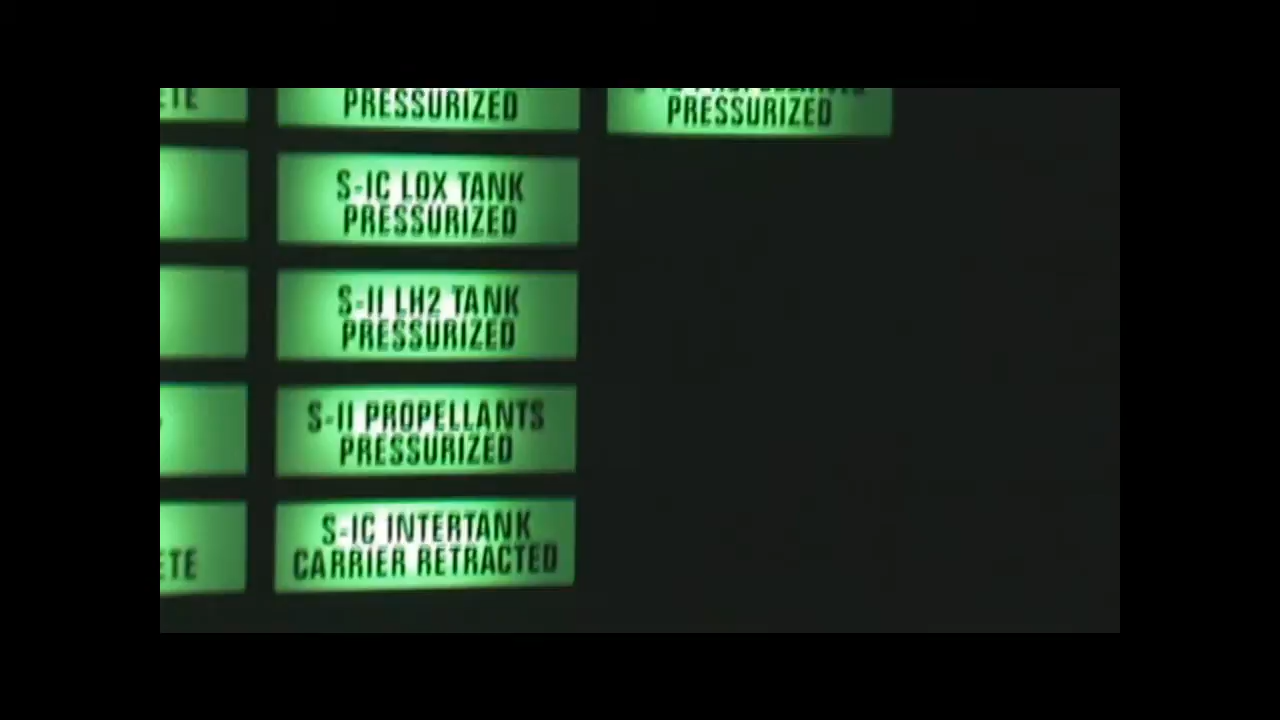 PRESSURIZED
PRESSURIZED
S-IC LOX TANK
PRESSURIZED
S-II LH2 TANK
PRESSURIZED
S-II PROPELLANTS
PRESSURIZED
S-IC INTERTANK
CARRIER RETRACTED